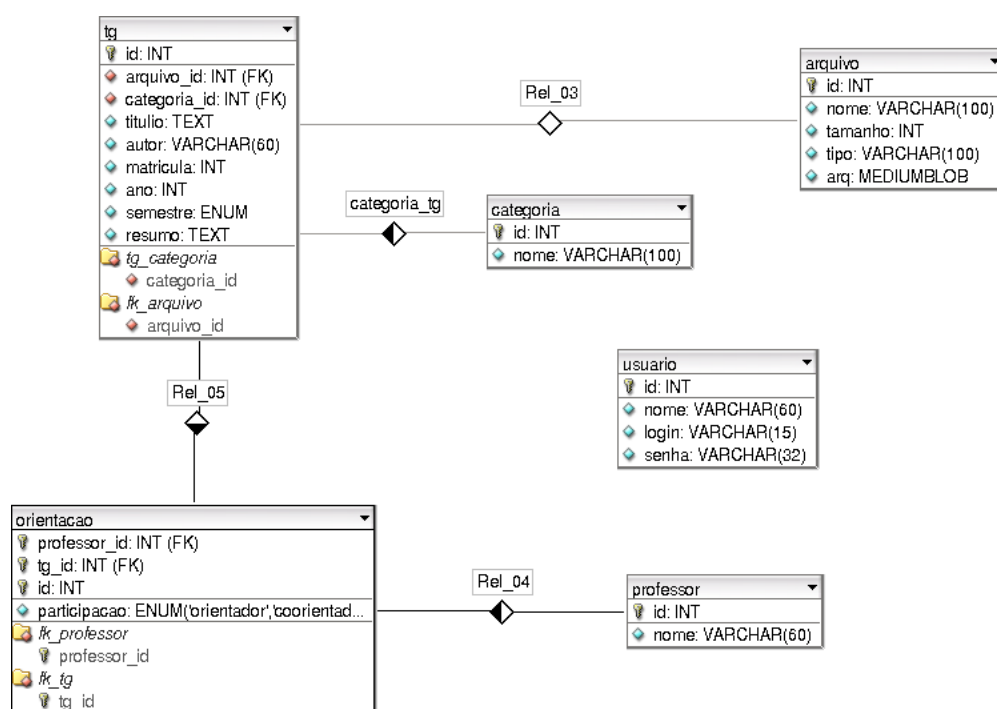 tg
id: INT
arquivo_id: INT (FK)
categoria_id: INT (FK)
titulio: TEXT
autor: VARCHAR(60)
matricula: INT
ano: INT
semestre: ENUM
resumo: TEXT
tg_categoria
categoria_id
fk_arquivo
arquivo_id
Rel_03
arquivo
id: INT
nome: VARCHAR(100)
tamanho: INT
tipo: VARCHAR(100)
arq: MEDIUMBLOB
categoria_tg
categoria
id: INT
nome: VARCHAR(100)
usuario
id: INT
nome: VARCHAR(60)
login: VARCHAR(15)
senha: VARCHAR(32)
Rel_05
orientacao
professor_id: INT (FK)
tg_id: INT (FK)
id: INT
participacao: ENUM('orientador','coorientad...
fk_professor
professor_id
fk_tg
tg_id
Rel_04
professor
id: INT
nome: VARCHAR(60)